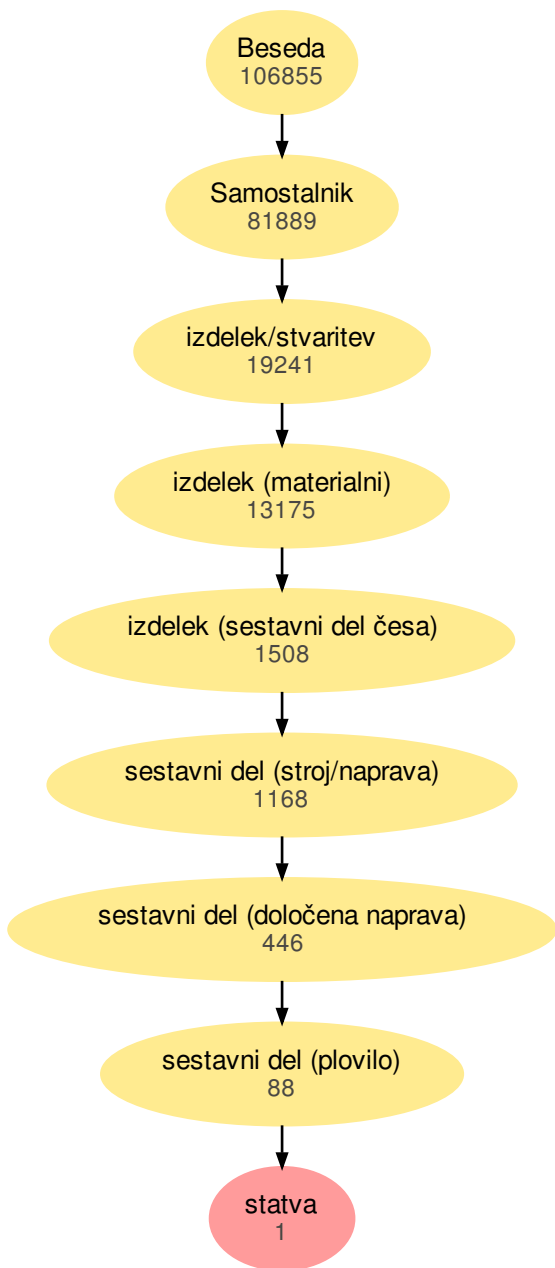 Beseda
106855
Samostalnik
81889
izdelek/stvaritev
19241
izdelek (materialni)
13175
izdelek (sestavni del česa)
1508
sestavni del (stroj/naprava)
1168
sestavni del (določena naprava)
446
sestavni del (plovilo)
88
statva
1